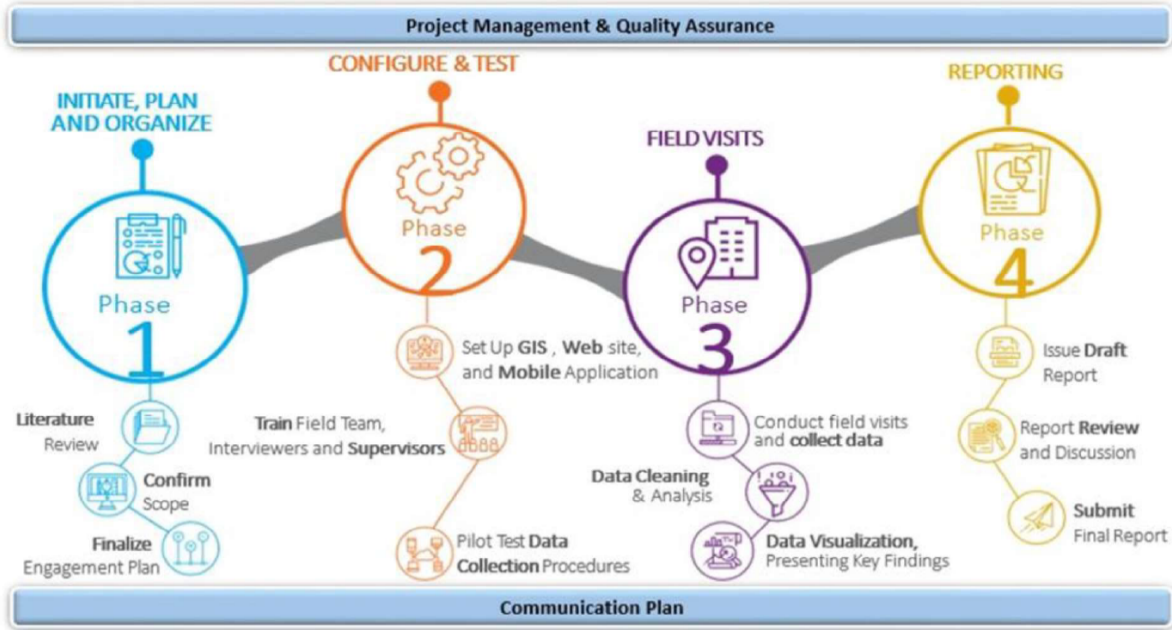 Project Management & Quality Assurance
INITIATE, PLAN
AND ORGANIZE
Phase
1
Literature
Review
Confirm
Scope
Finalize
Engagement Plan
CONFIGURE & TEST
Phase
2
Set Up GIS , Web site,
and Mobile Application
Train Field Team,
Interviewers and Supervisors
Pilot Test Data
Collection Procedures
FIELD VISITS
Phase
3
Conduct field visits
and collect data
Data Cleaning
& Analysis
Data Visualization,
Presenting Key Findings
REPORTING
Phase
4
Issue Draft
Report
Report Review
and Discussion
Submit
Final Report
Communication Plan